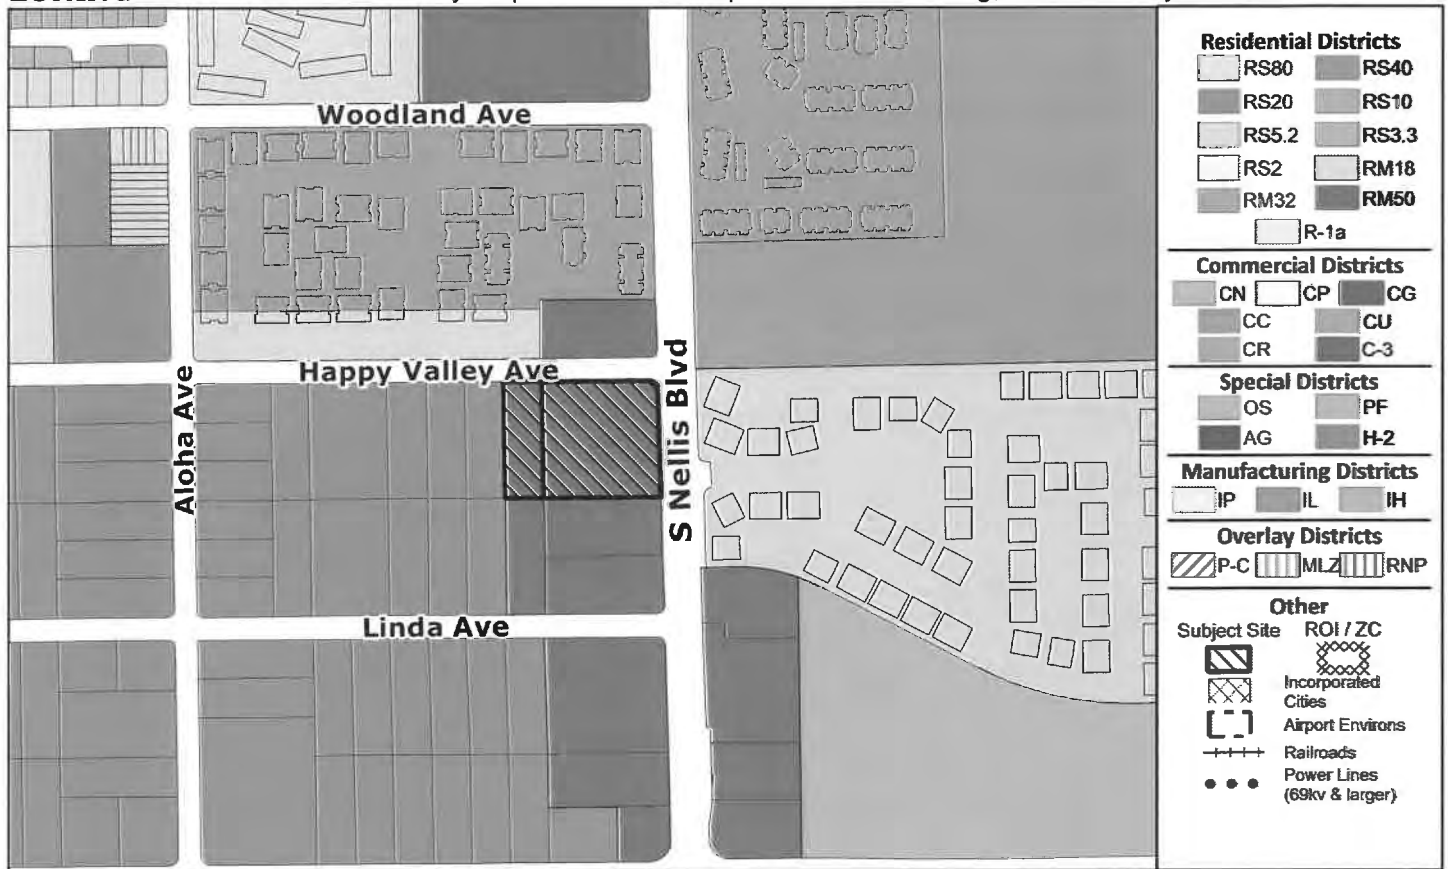 Woodland Ave
Happy Valley Ave
Aloha Ave
S Nellis Blvd
Linda Ave
Residential Districts
RS80 RS40
RS20 RS10
RS5.2 RS3.3
RS2 RM18
RM32 RM50
R-1a
Commercial Districts
CN CP CG
CC CU
CR C-3
Special Districts
OS PF
AG H-2
Manufacturing Districts
IP IL IH
Overlay Districts
P-C MLZ RNP
Other
Subject Site ROI / ZC
Incorporated
Cities
Airport Environs
Railroads
Power Lines
(69kv & larger)